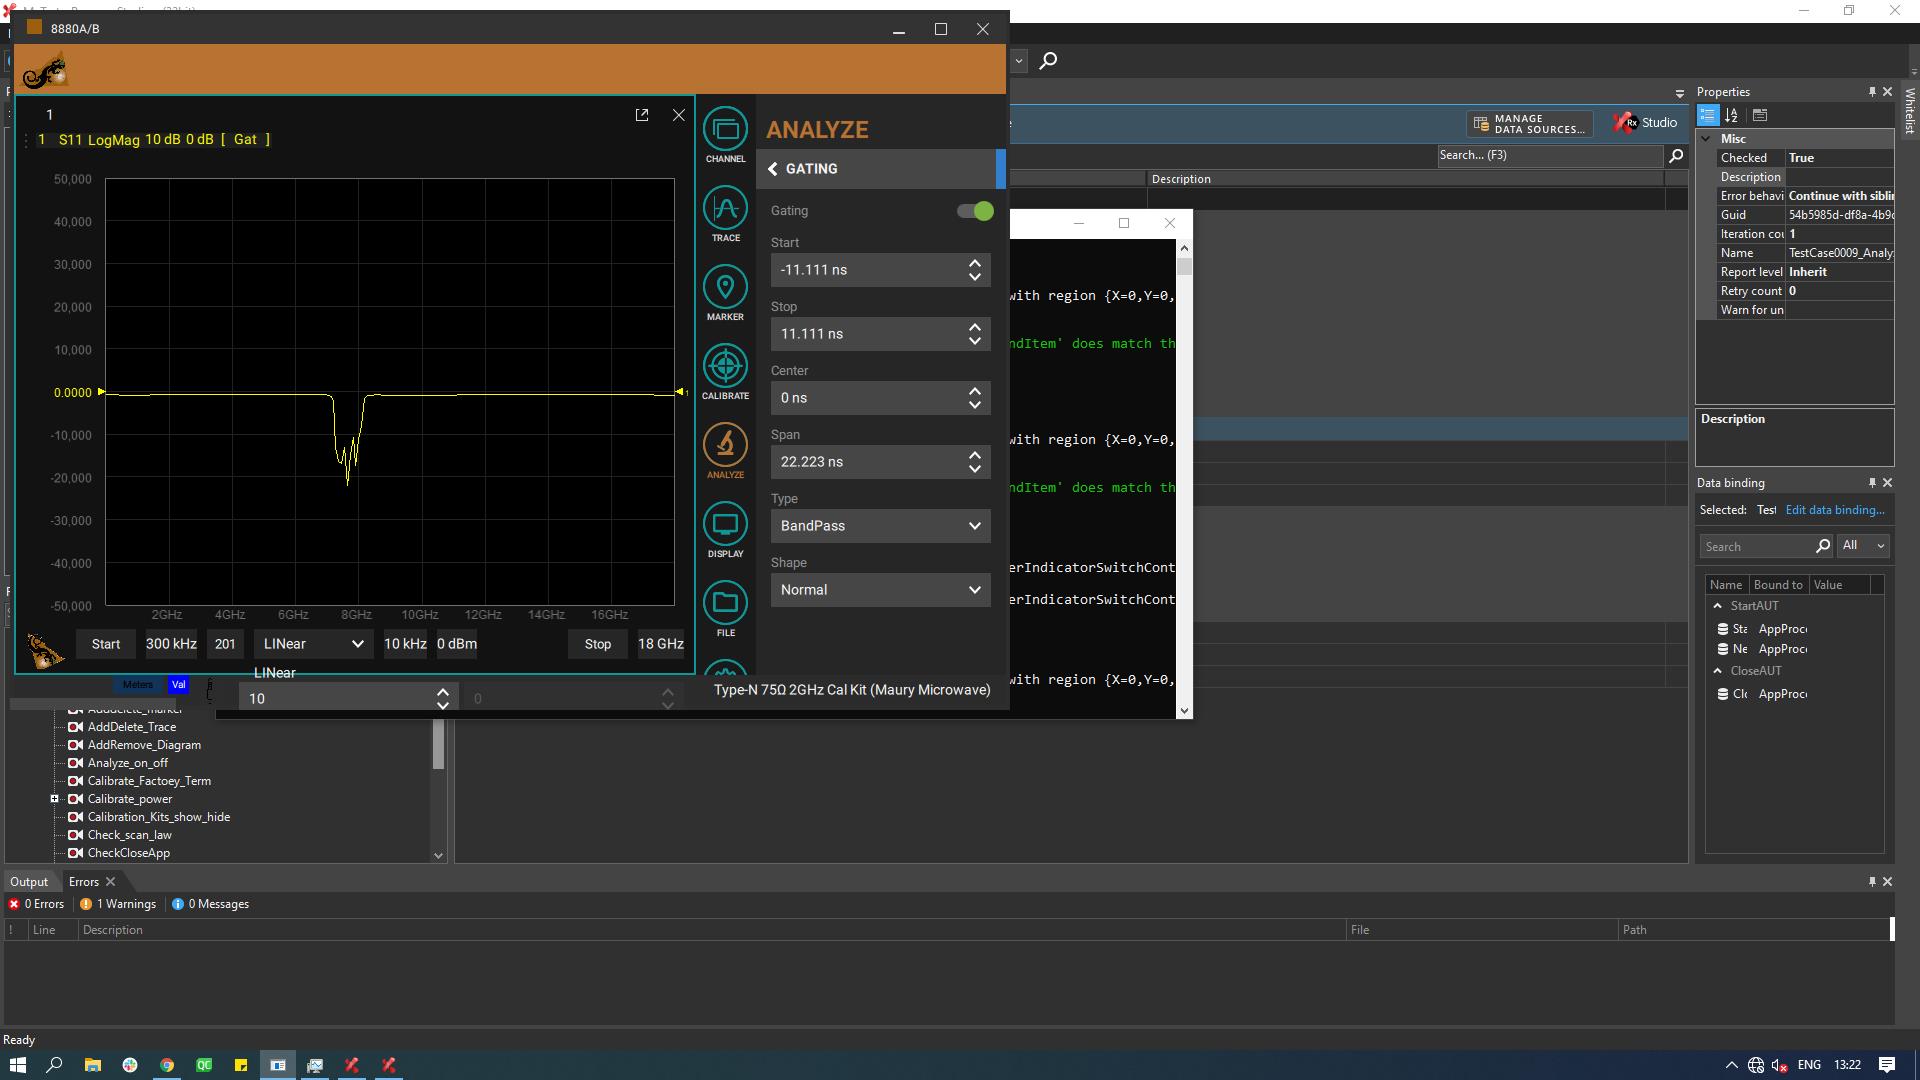 8880A/B
1
1 S11 LogMag 10 dB 0 dB [ Gat ]
50,000
40,000
30,000
20,000
10,000
0.0000
-10,000
-20,000
-30,000
-40,000
-50,000
2GHz 4GHz 6GHz 8GHz 10GHz 12GHz 14GHz 16GHz
1
Start 300 kHz 201 LINear 10 kHz 0 dBm Stop 18 GHz
LINear
Meters Val 10 0
CHANNEL
TRACE
MARKER
CALIBRATE
ANALYZE
DISPLAY
FILE
ANALYZE
GATING
Gating
Start
-11.111 ns
Stop
11.111 ns
Center
0 ns
Span
22.223 ns
Type
BandPass
Shape
Normal
Type-N 75Ω 2GHz Cal Kit (Maury Microwave)
MANAGE
DATA SOURCES...
Rx Studio
Search... (F3)
Description
with region {X=0,Y=0,
ndItem' does match th
with region {X=0,Y=0,
ndItem' does match th
erIndicatorSwitchCont
erIndicatorSwitchCont
with region {X=0,Y=0,
AddDelete_Trace
AddRemove_Diagram
Analyze_on_off
Calibrate_Factoey_Term
Calibrate_power
Calibration_Kits_show_hide
Check_scan_law
CheckCloseApp
Properties
Whitelist
Misc
Checked True
Description
Error behavi Continue with siblin
Guid 54b5985d-df8a-4b9c
Iteration cou 1
Name TestCase0009_Analy
Report level Inherit
Retry count 0
Warn for un
Description
Data binding
Selected: Test Edit data binding...
Search All
Name Bound to Value
StartAUT
Sta AppProce
Ne AppProce
CloseAUT
Clo AppProce
Output Errors
0 Errors 1 Warnings 0 Messages
! Line Description File Path
Ready
QC
ENG 13:22